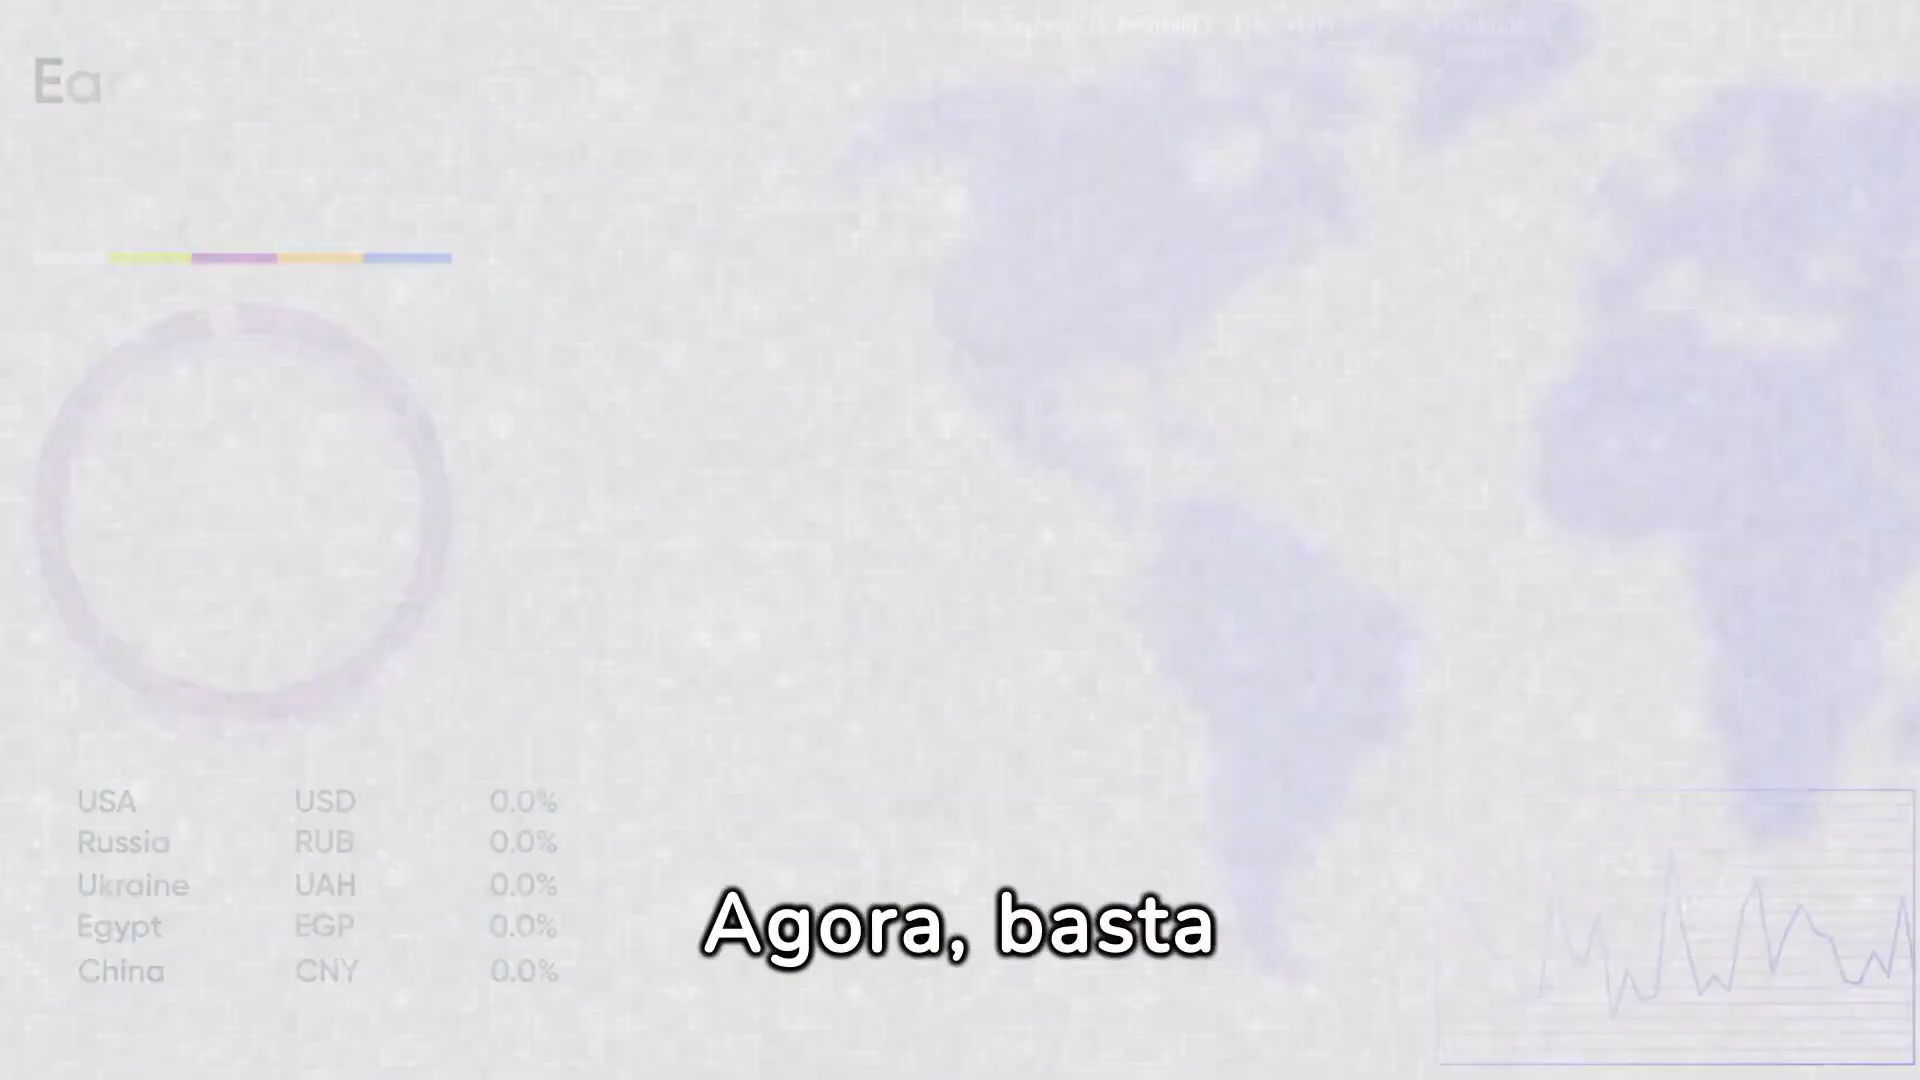 Ea
USA USD 0.0%
Russia RUB 0.0%
Ukraine UAH 0.0%
Egypt EGP 0.0%
China CNY 0.0%
Agora, basta